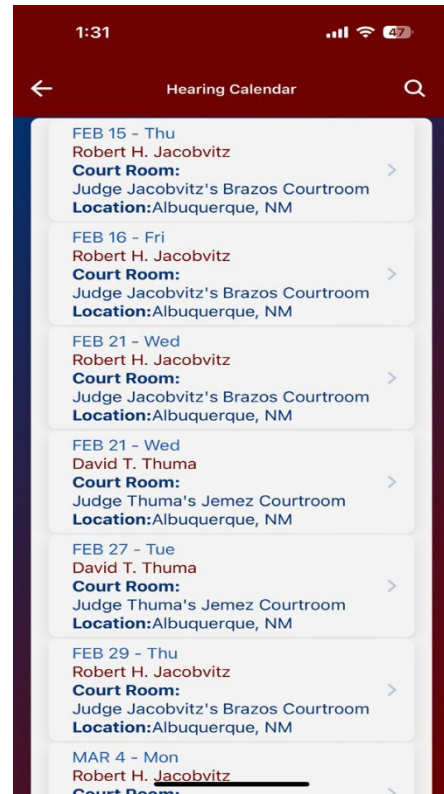 1:31
47
Hearing Calendar
FEB 15 - Thu
Robert H. Jacobvitz
Court Room:
Judge Jacobvitz's Brazos Courtroom
Location:Albuquerque, NM
FEB 16 - Fri
Robert H. Jacobvitz
Court Room:
Judge Jacobvitz's Brazos Courtroom
Location:Albuquerque, NM
FEB 21 - Wed
Robert H. Jacobvitz
Court Room:
Judge Jacobvitz's Brazos Courtroom
Location:Albuquerque, NM
FEB 21 - Wed
David T. Thuma
Court Room:
Judge Thuma's Jemez Courtroom
Location:Albuquerque, NM
FEB 27 - Tue
David T. Thuma
Court Room:
Judge Thuma's Jemez Courtroom
Location:Albuquerque, NM
FEB 29 - Thu
Robert H. Jacobvitz
Court Room:
Judge Jacobvitz's Brazos Courtroom
Location:Albuquerque, NM
MAR 4 - Mon
Robert H. Jacobvitz
Court Room: